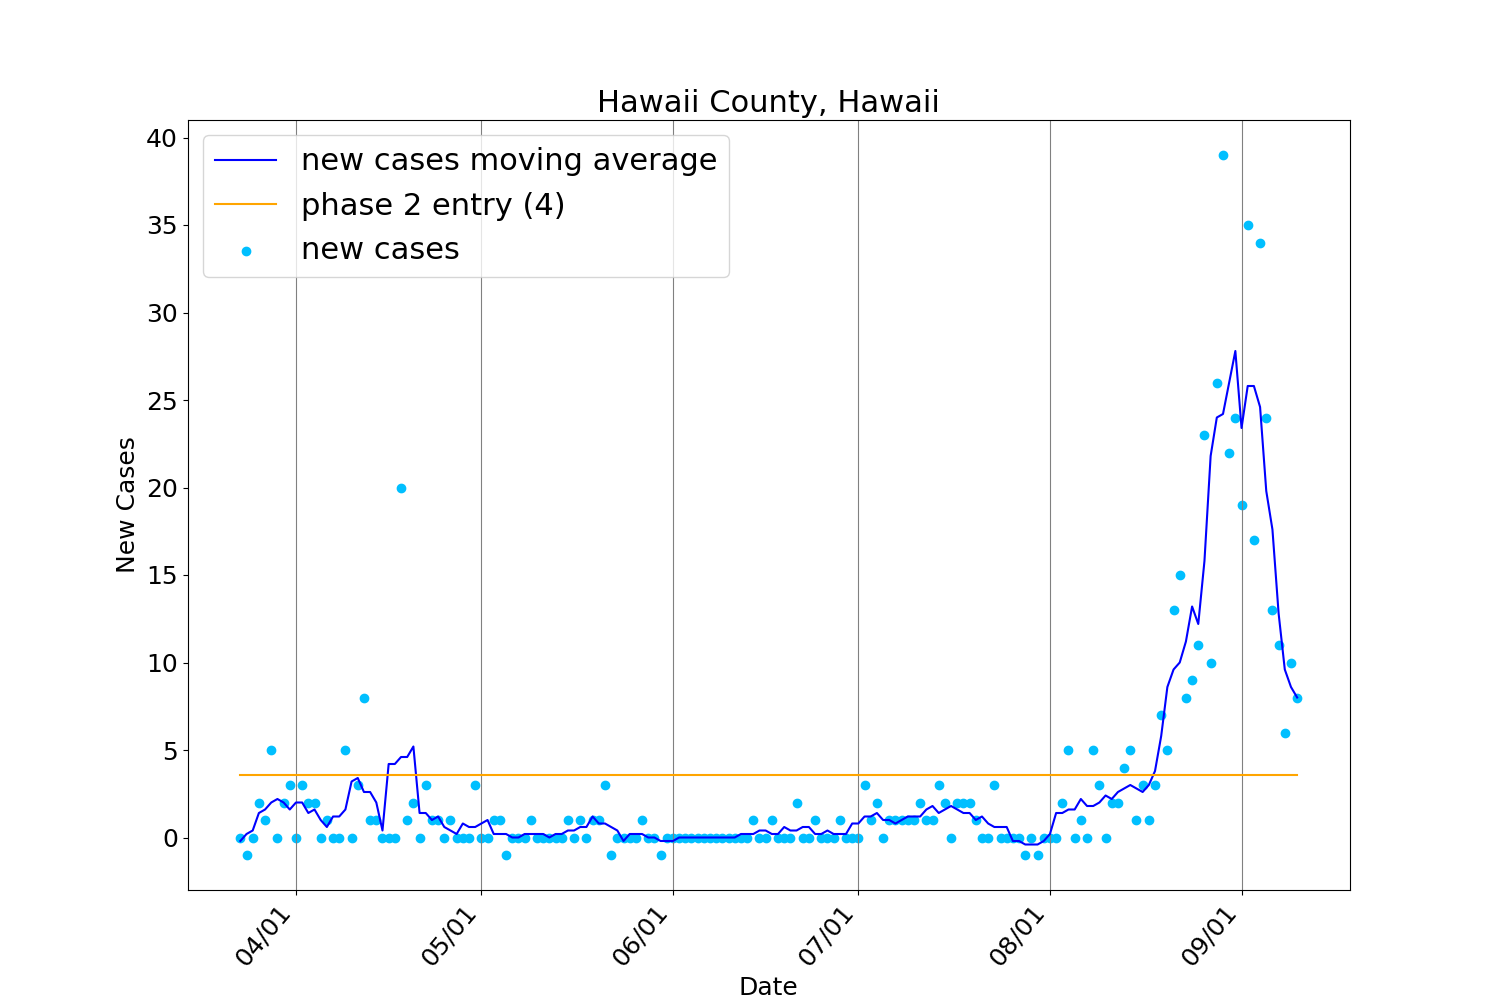 Hawaii County, Hawaii
new cases moving average
phase 2 entry (4)
new cases
40
35
30
25
20
15
10
5
0
New Cases
04/01
05/01
06/01
07/01
08/01
09/01
Date